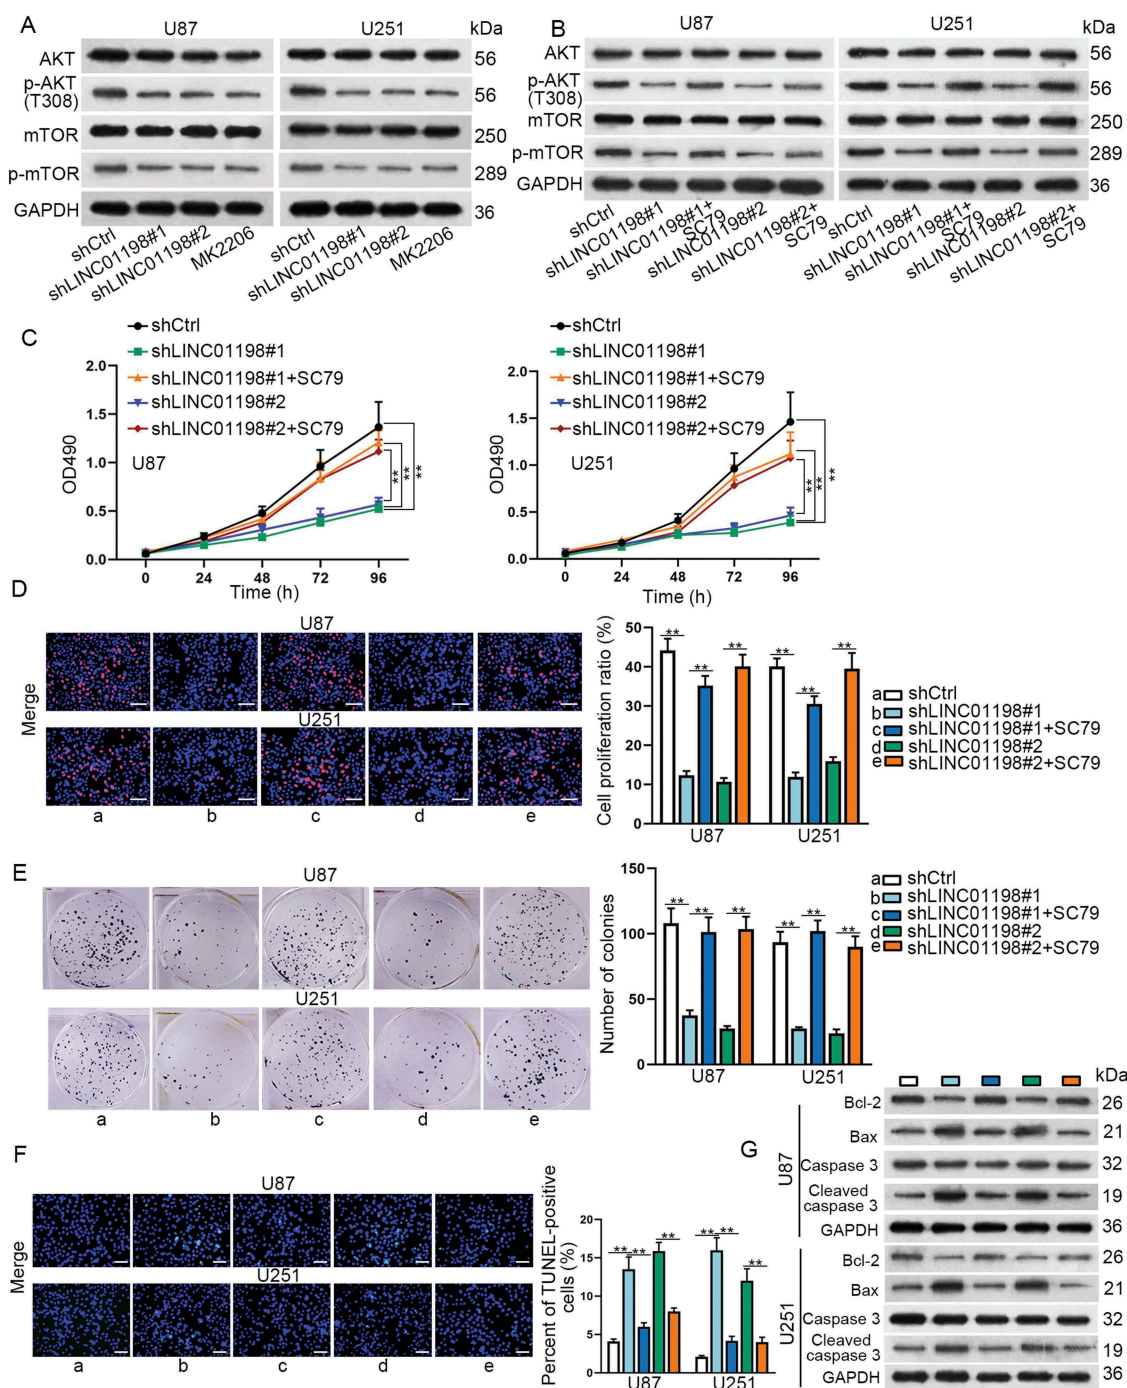 A
U87
U251
kDa
AKT
56
p-AKT
(T308)
56
mTOR
250
p-mTOR
289
GAPDH
36
shCtrl
shLINC01198#1
shLINC01198#2
MK2206
shCtrl
shLINC01198#1
shLINC01198#2
MK2206
B
U87
U251
kDa
AKT
56
p-AKT
(T308)
56
mTOR
250
p-mTOR
289
GAPDH
36
shCtrl
shLINC01198#1
shLINC01198#1+
SC79
shLINC01198#2
shLINC01198#2+
SC79
shCtrl
shLINC01198#1
shLINC01198#1+
SC79
shLINC01198#2
shLINC01198#2+
SC79
C
shCtrl
shLINC01198#1
shLINC01198#1+SC79
shLINC01198#2
shLINC01198#2+SC79
U87
OD490
2.0
1.5
1.0
0.5
0.0
0 24 48 72 96
Time (h)
**
**
**
shCtrl
shLINC01198#1
shLINC01198#1+SC79
shLINC01198#2
shLINC01198#2+SC79
U251
OD490
2.0
1.5
1.0
0.5
0.0
0 24 48 72 96
Time (h)
**
**
**
D
U87
Merge
U251
a b c d e
Cell proliferation ratio (%)
50
40
30
20
10
0
** ** ** ** ** **
U87 U251
a shCtrl
b shLINC01198#1
c shLINC01198#1+SC79
d shLINC01198#2
e shLINC01198#2+SC79
E
U87
U251
a b c d e
Number of colonies
150
100
50
0
** ** ** ** ** **
U87 U251
a shCtrl
b shLINC01198#1
c shLINC01198#1+SC79
d shLINC01198#2
e shLINC01198#2+SC79
F
U87
Merge
U251
a b c d e
Percent of TUNEL-positive
cells (%)
20
15
10
5
0
** ** ** ** ** **
U87 U251
G
kDa
U87
Bcl-2 26
Bax 21
Caspase 3 32
Cleaved
caspase 3 19
GAPDH 36
U251
Bcl-2 26
Bax 21
Caspase 3 32
Cleaved
caspase 3 19
GAPDH 36